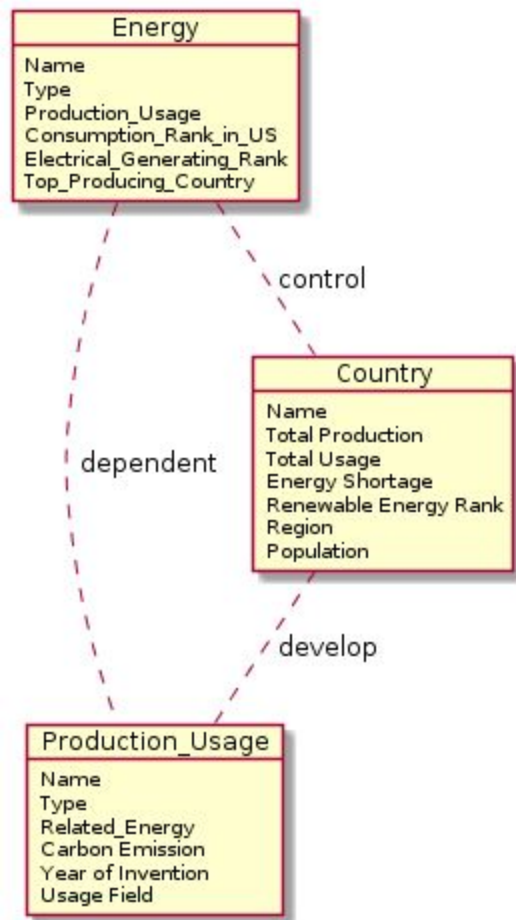 Energy
Name
Type
Production_Usage
Consumption_Rank_in_US
Electrical_Generating_Rank
Top_Producing_Country
control
Country
Name
Total Production
Total Usage
Energy Shortage
Renewable Energy Rank
Region
Population
dependent
develop
Production_Usage
Name
Type
Related_Energy
Carbon Emission
Year of Invention
Usage Field